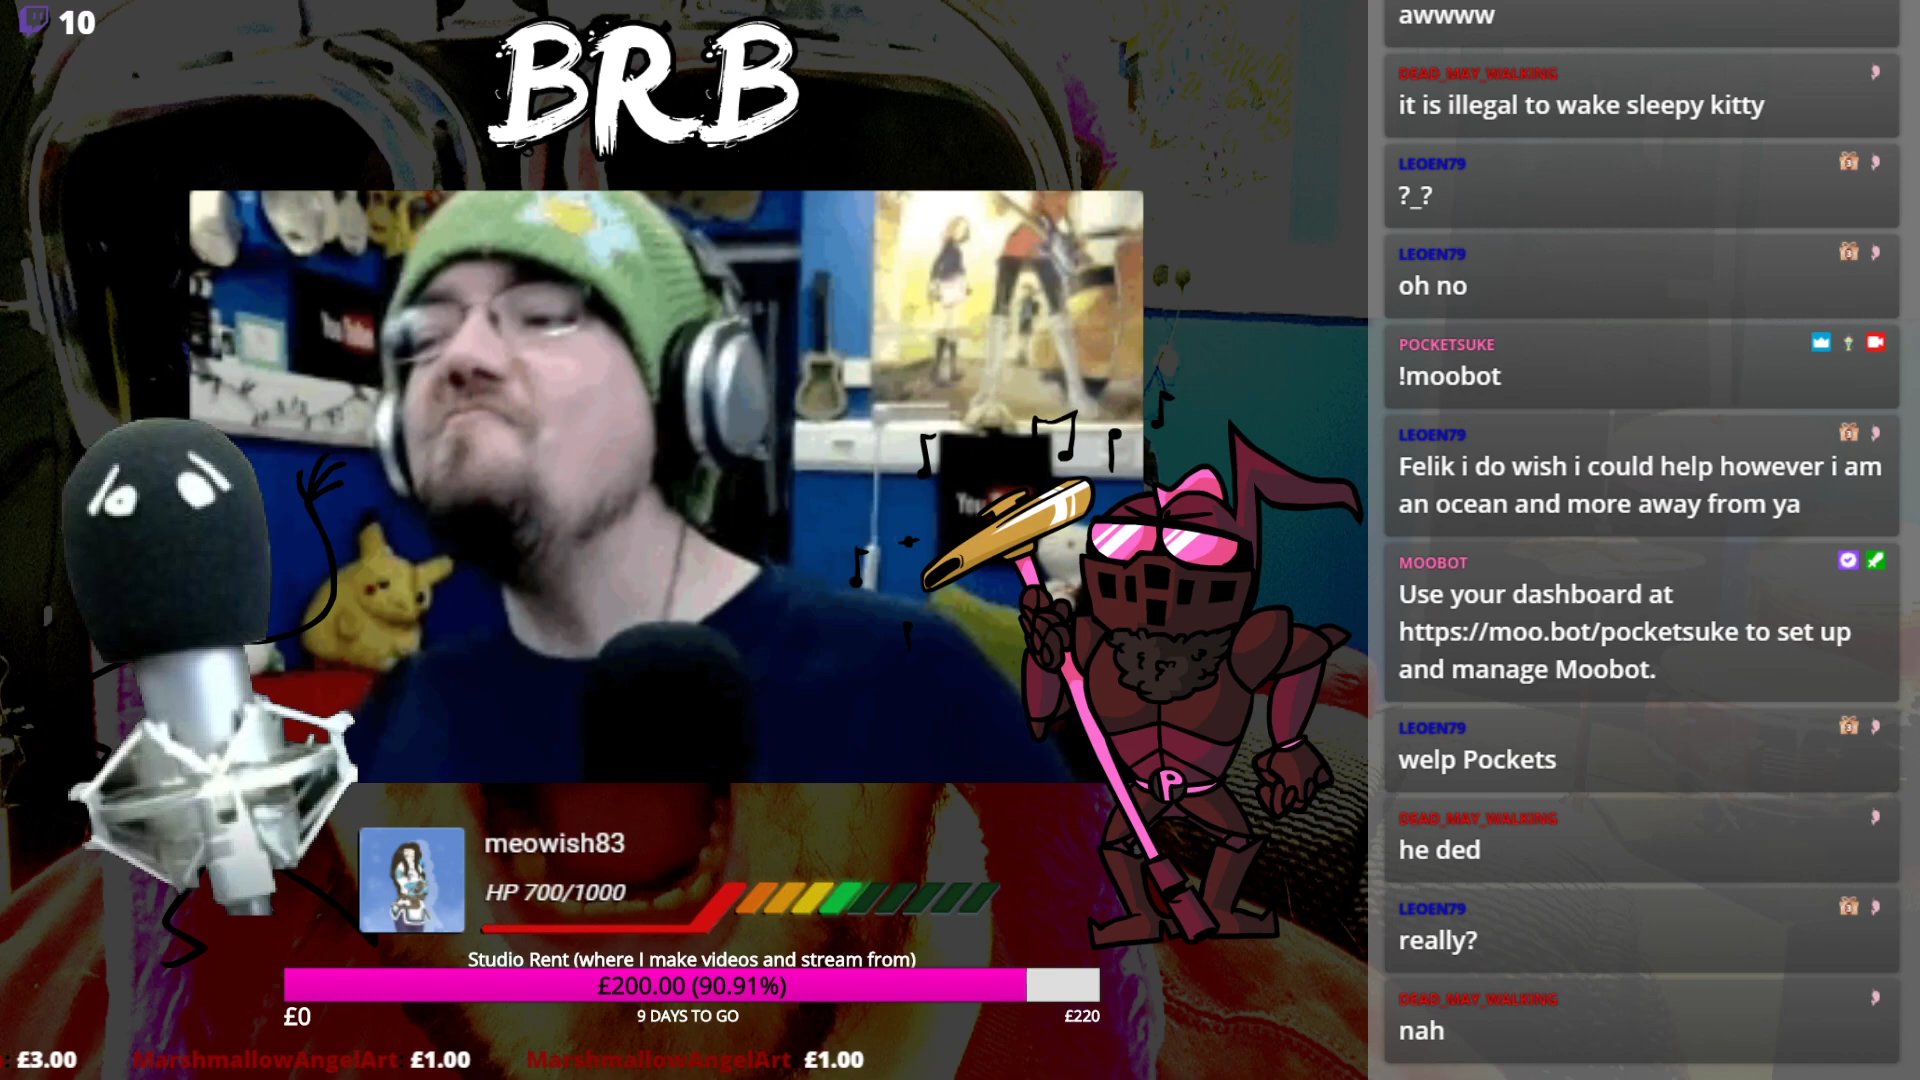 10
BRB
You Tube
You
P
meowish83
HP 700/1000
Studio Rent (where I make videos and stream from)
£200.00 (90.91%)
£0
9 DAYS TO GO
£220
£3.00
MarshmallowAngelArt £1.00
MarshmallowAngelArt £1.00
awwww
DEAD_MAY_WALKING
it is illegal to wake sleepy kitty
LEOEN79
?_?
LEOEN79
oh no
POCKETSUKE
!moobot
LEOEN79
Felik i do wish i could help however i am
an ocean and more away from ya
MOOBOT
Use your dashboard at
https://moo.bot/pocketsuke to set up
and manage Moobot.
LEOEN79
welp Pockets
DEAD_MAY_WALKING
he ded
LEOEN79
really?
DEAD_MAY_WALKING
nah